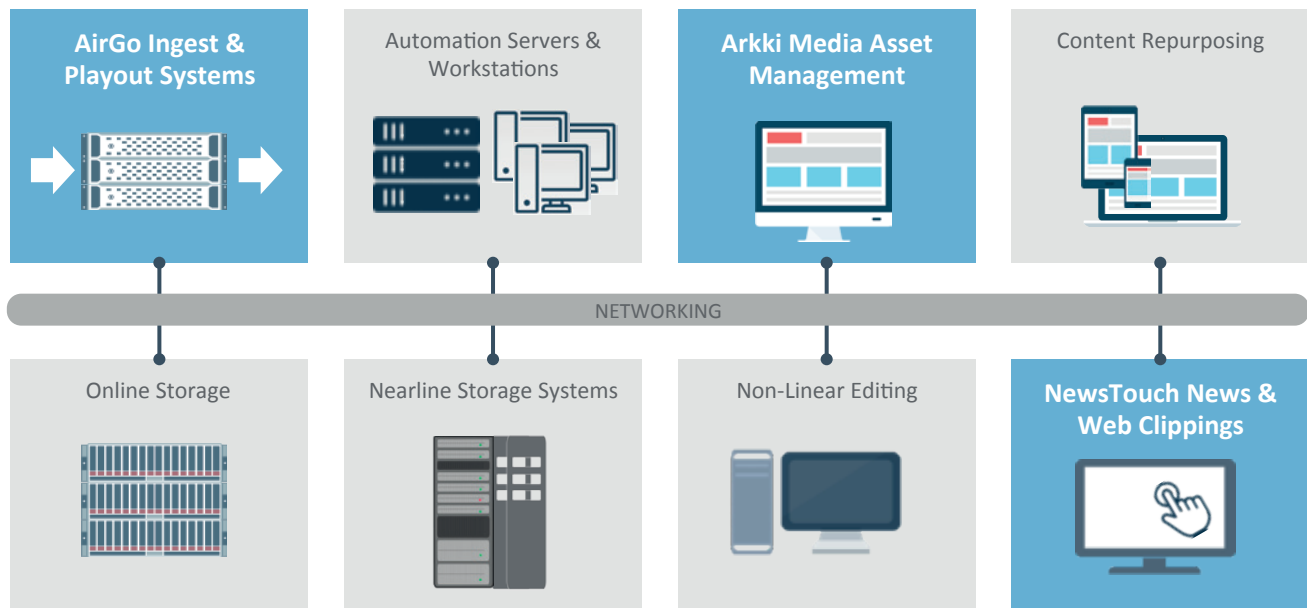 AirGo Ingest &
Playout Systems
Automation Servers &
Workstations
Arkki Media Asset
Management
Content Repurposing
NETWORKING
Online Storage
Nearline Storage Systems
Non-Linear Editing
NewsTouch News &
Web Clippings